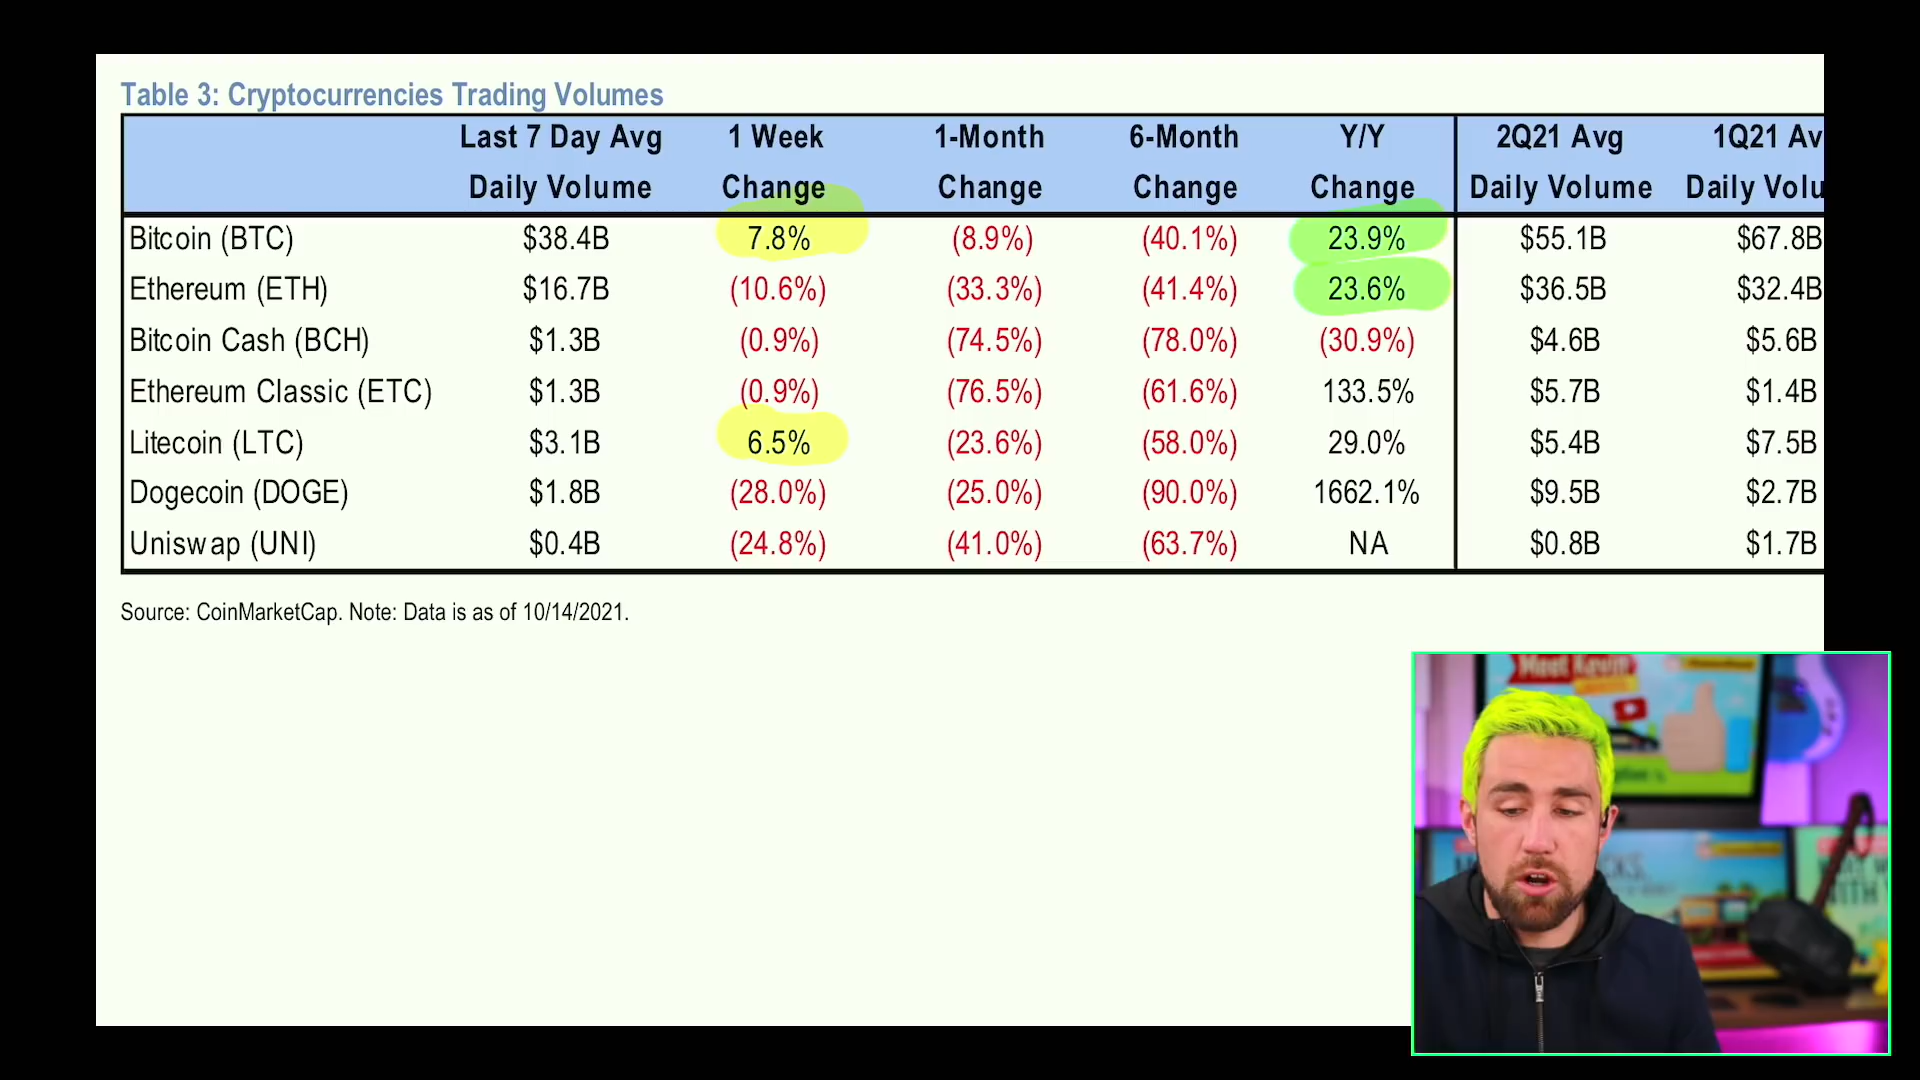 Table 3: Cryptocurrencies Trading Volumes
Last 7 Day Avg 1 Week 1-Month 6-Month Y/Y 2Q21 Avg 1Q21 Av
Daily Volume Change Change Change Change Daily Volume Daily Volu
Bitcoin (BTC) $38.4B 7.8% (8.9%) (40.1%) 23.9% $55.1B $67.8B
Ethereum (ETH) $16.7B (10.6%) (33.3%) (41.4%) 23.6% $36.5B $32.4B
Bitcoin Cash (BCH) $1.3B (0.9%) (74.5%) (78.0%) (30.9%) $4.6B $5.6B
Ethereum Classic (ETC) $1.3B (0.9%) (76.5%) (61.6%) 133.5% $5.7B $1.4B
Litecoin (LTC) $3.1B 6.5% (23.6%) (58.0%) 29.0% $5.4B $7.5B
Dogecoin (DOGE) $1.8B (28.0%) (25.0%) (90.0%) 1662.1% $9.5B $2.7B
Uniswap (UNI) $0.4B (24.8%) (41.0%) (63.7%) NA $0.8B $1.7B
Source: CoinMarketCap. Note: Data is as of 10/14/2021.
Meet Kevin